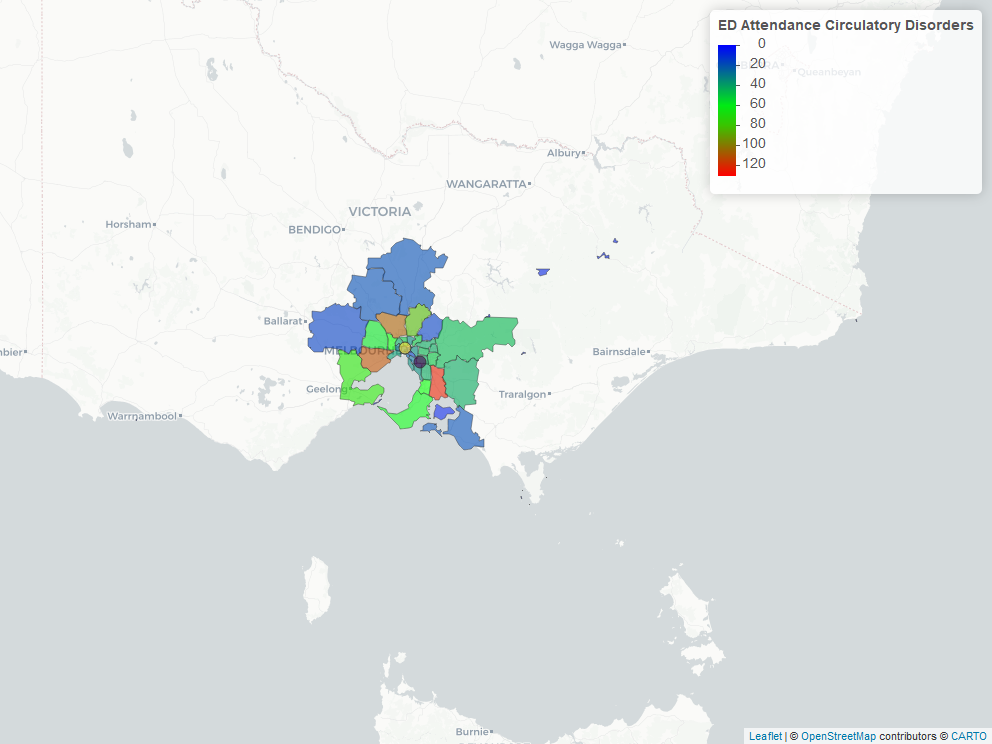 ED Attendance Circulatory Disorders
0
20
40
60
80
100
120
Wagga Wagga
Queanbeyan
Albury
WANGARATTA
VICTORIA
Horsham
BENDIGO
Ballarat
MELBOURNE
Bairnsdale
Geelong
Traralgon
Warrnambool
Burnie
Leaflet | © OpenStreetMap contributors © CARTO